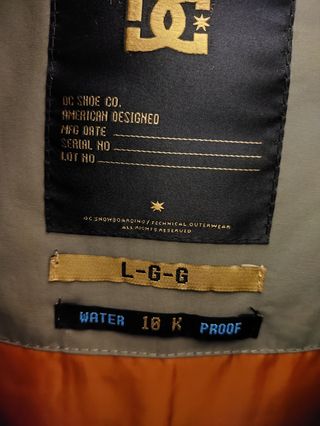 DC
DC SHOE CO.
AMERICAN DESIGNED
MFG DATE
SERIAL NO
LOT NO
DC SNOWBOARDING/TECHNICAL OUTERWEAR
ALL RIGHTS RESERVED
L-G-G
WATER 10 K PROOF